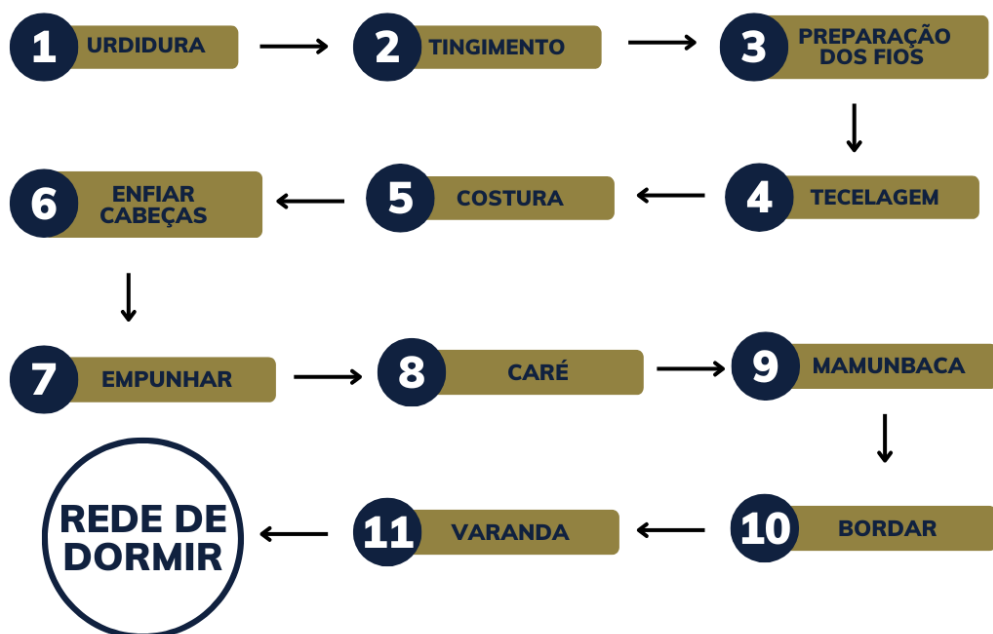 1 URDIDURA
2 TINGIMENTO
3 PREPARAÇÃO
DOS FIOS
4 TECELAGEM
5 COSTURA
6 ENFIAR
CABEÇAS
7 EMPUNHAR
8 CARÉ
9 MAMUNBACA
10 BORDAR
11 VARANDA
REDE DE
DORMIR